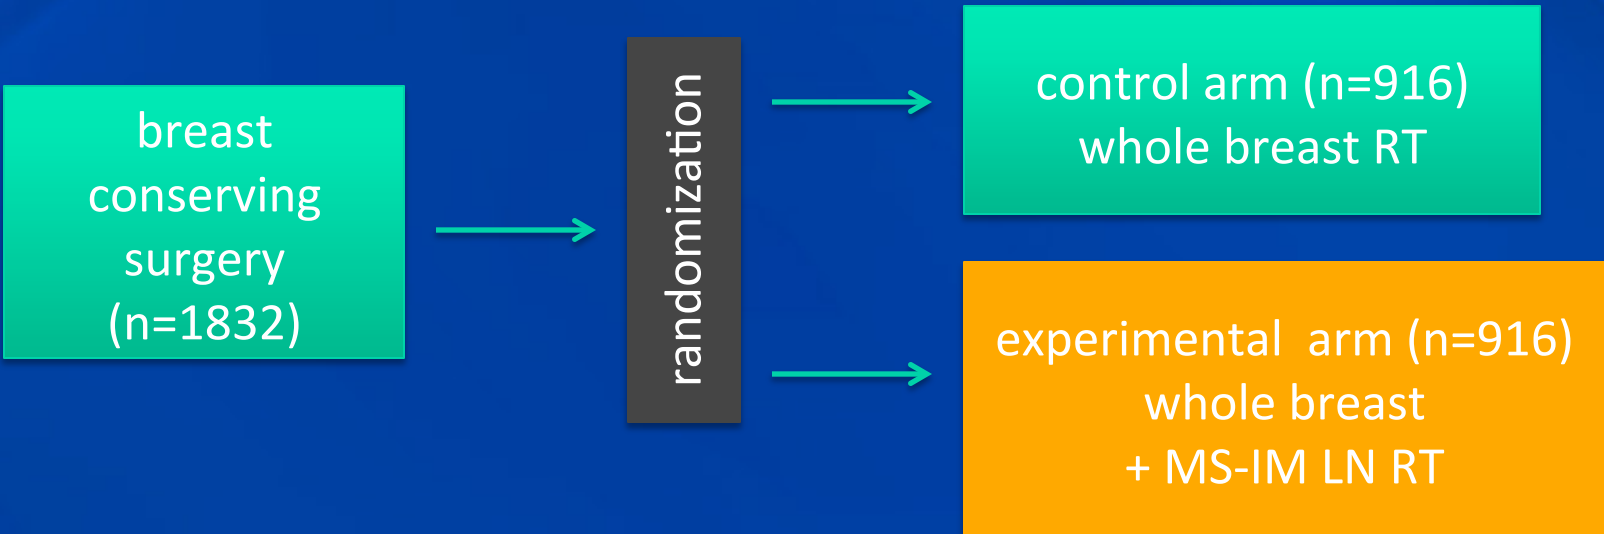 breast
conserving
surgery
(n=1832)
randomization
control arm (n=916)
whole breast RT
experimental  arm (n=916)
whole breast
+ MS-IM LN RT